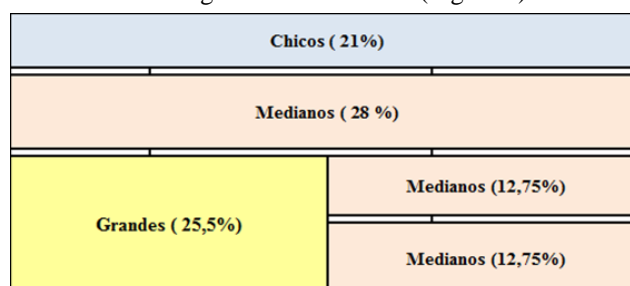 Chicos ( 21%)
Medianos ( 28 %)
Grandes ( 25,5%)
Medianos (12,75%)
Medianos (12,75%)